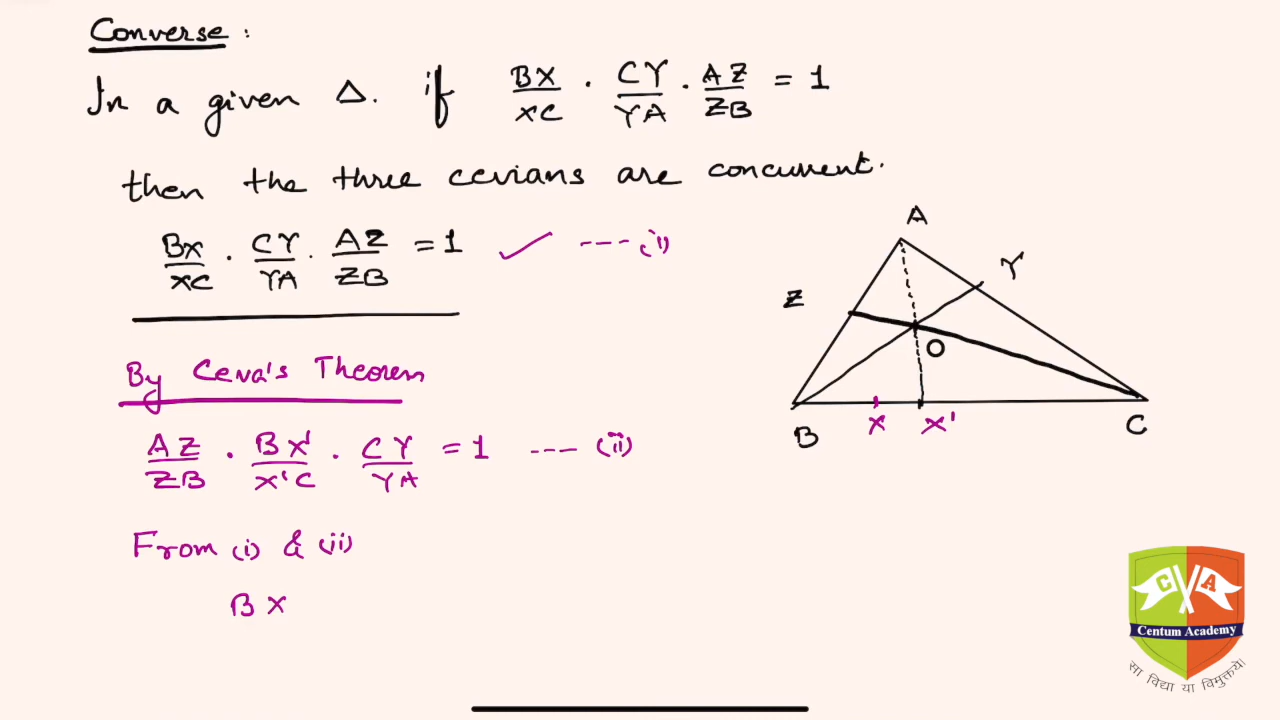 Converse :
In a given Δ. if BX/XC · CY/YA · AZ/ZB = 1
then the three cevians are concurrent.
BX/XC · CY/YA · AZ/ZB = 1 ✓ ---- (i)
By Ceva's Theorem
AZ/ZB · BX'/X'C · CY/YA = 1 --- (ii)
From (i) & (ii)
BX
A
Y
Z
O
B
X
X'
C
C A
Centum Academy
सा विद्या या विमुक्तये।